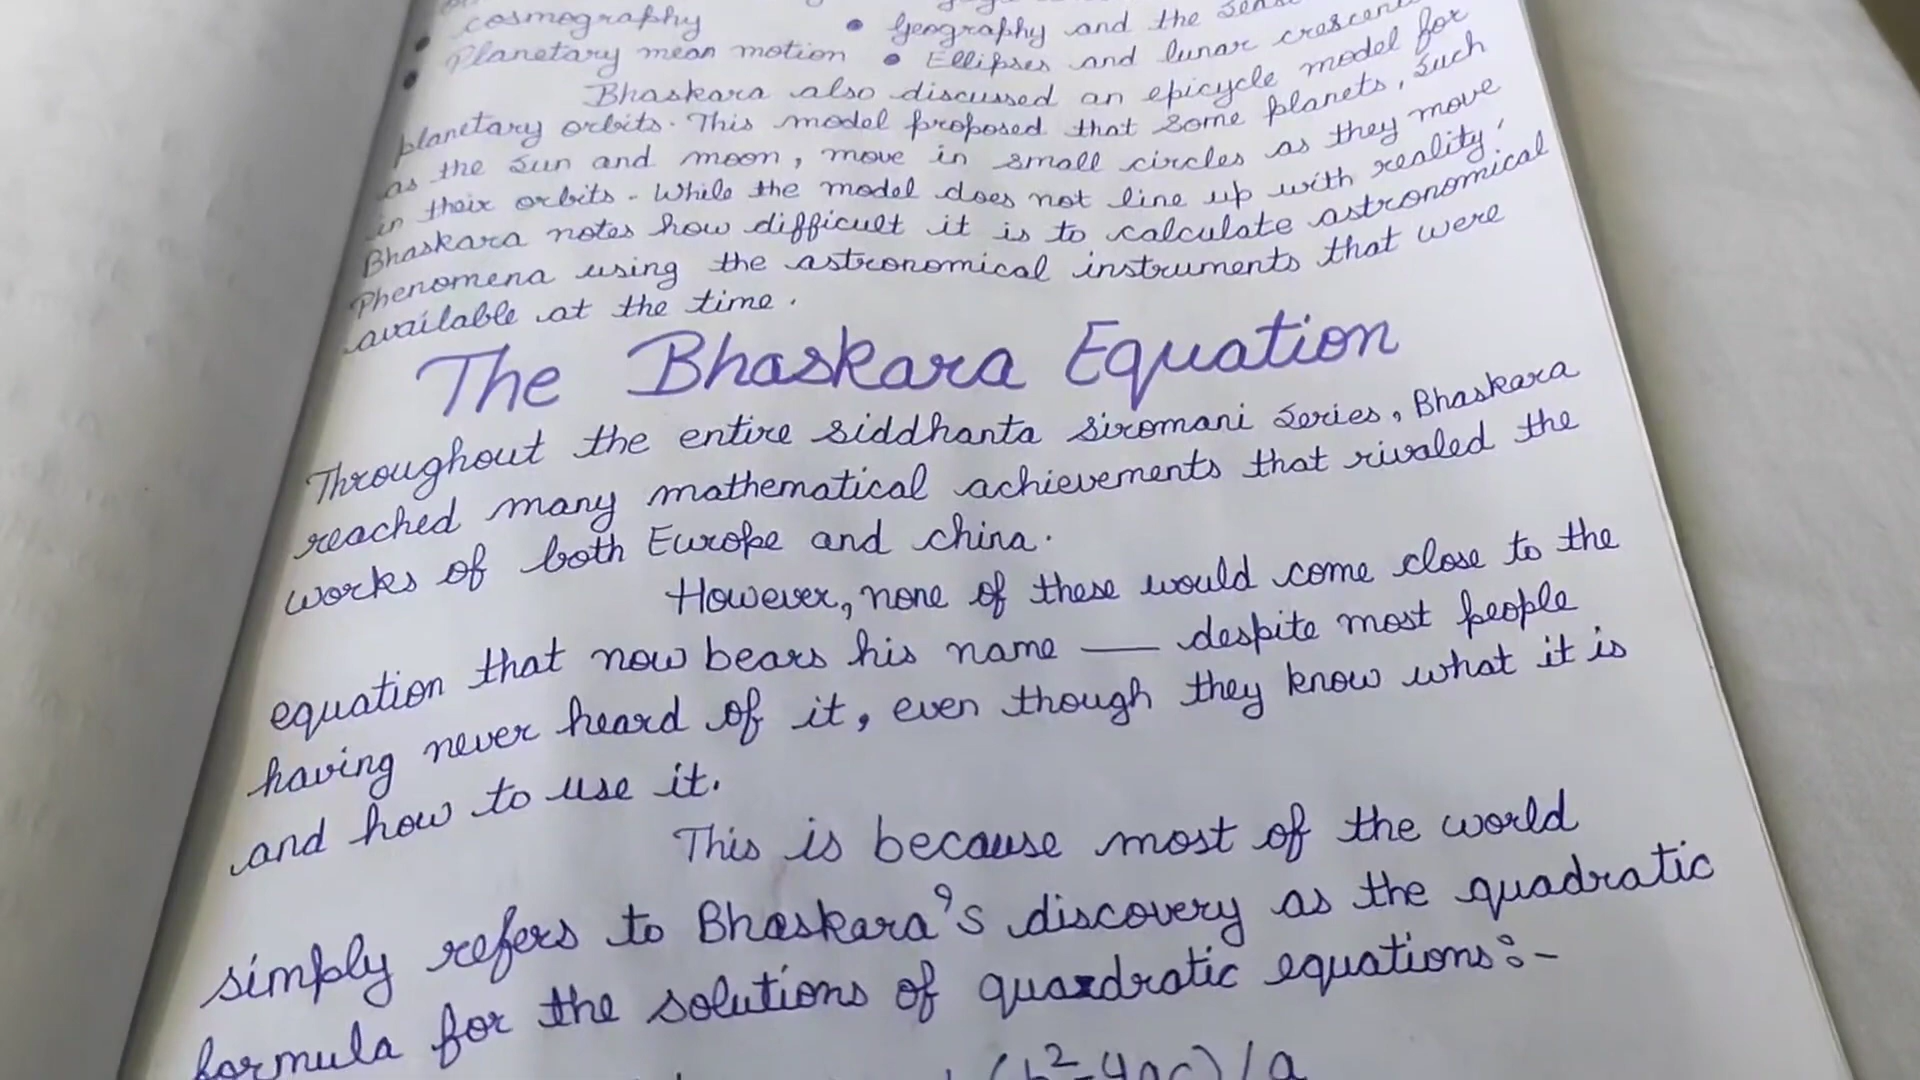 cosmography • Geography and the
• Planetary mean motion • Ellipses and lunar crescents
Bhaskara also discussed an epicycle model for
planetary orbits. This model proposed that some planets, such
as the sun and moon, move in small circles as they move
in their orbits. While the model does not line up with reality,
Bhaskara notes how difficult it is to calculate astronomical
Phenomena using the astronomical instruments that were
available at the time.
The Bhaskara Equation
Throughout the entire siddhanta siromani series, Bhaskara
reached many mathematical achievements that rivaled the
works of both Europe and china.
However, none of these would come close to the
equation that now bears his name — despite most people
having never heard of it, even though they know what it is
and how to use it.
This is because most of the world
simply refers to Bhaskara's discovery as the quadratic
formula for the solutions of quardratic equations:-
(b²-4ac)/a